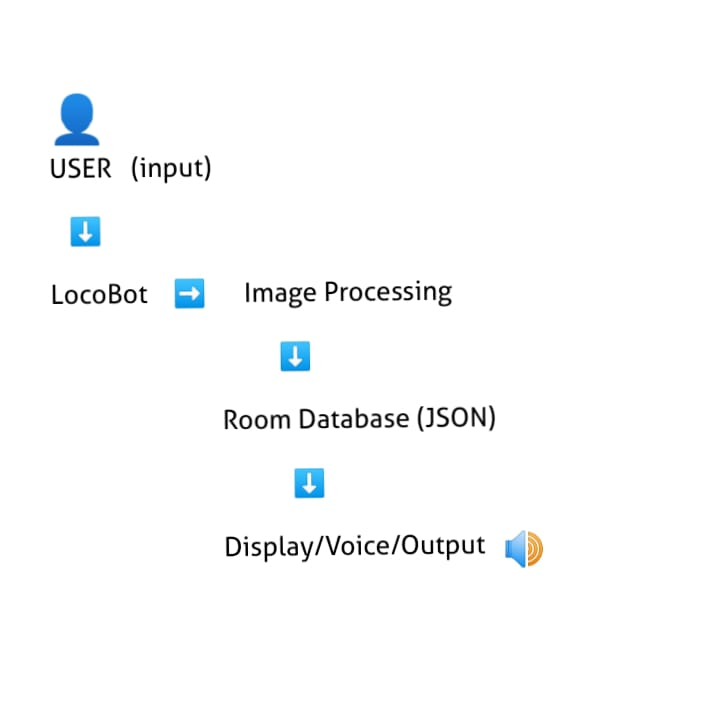 USER (input)
LocoBot Image Processing
Room Database (JSON)
Display/Voice/Output